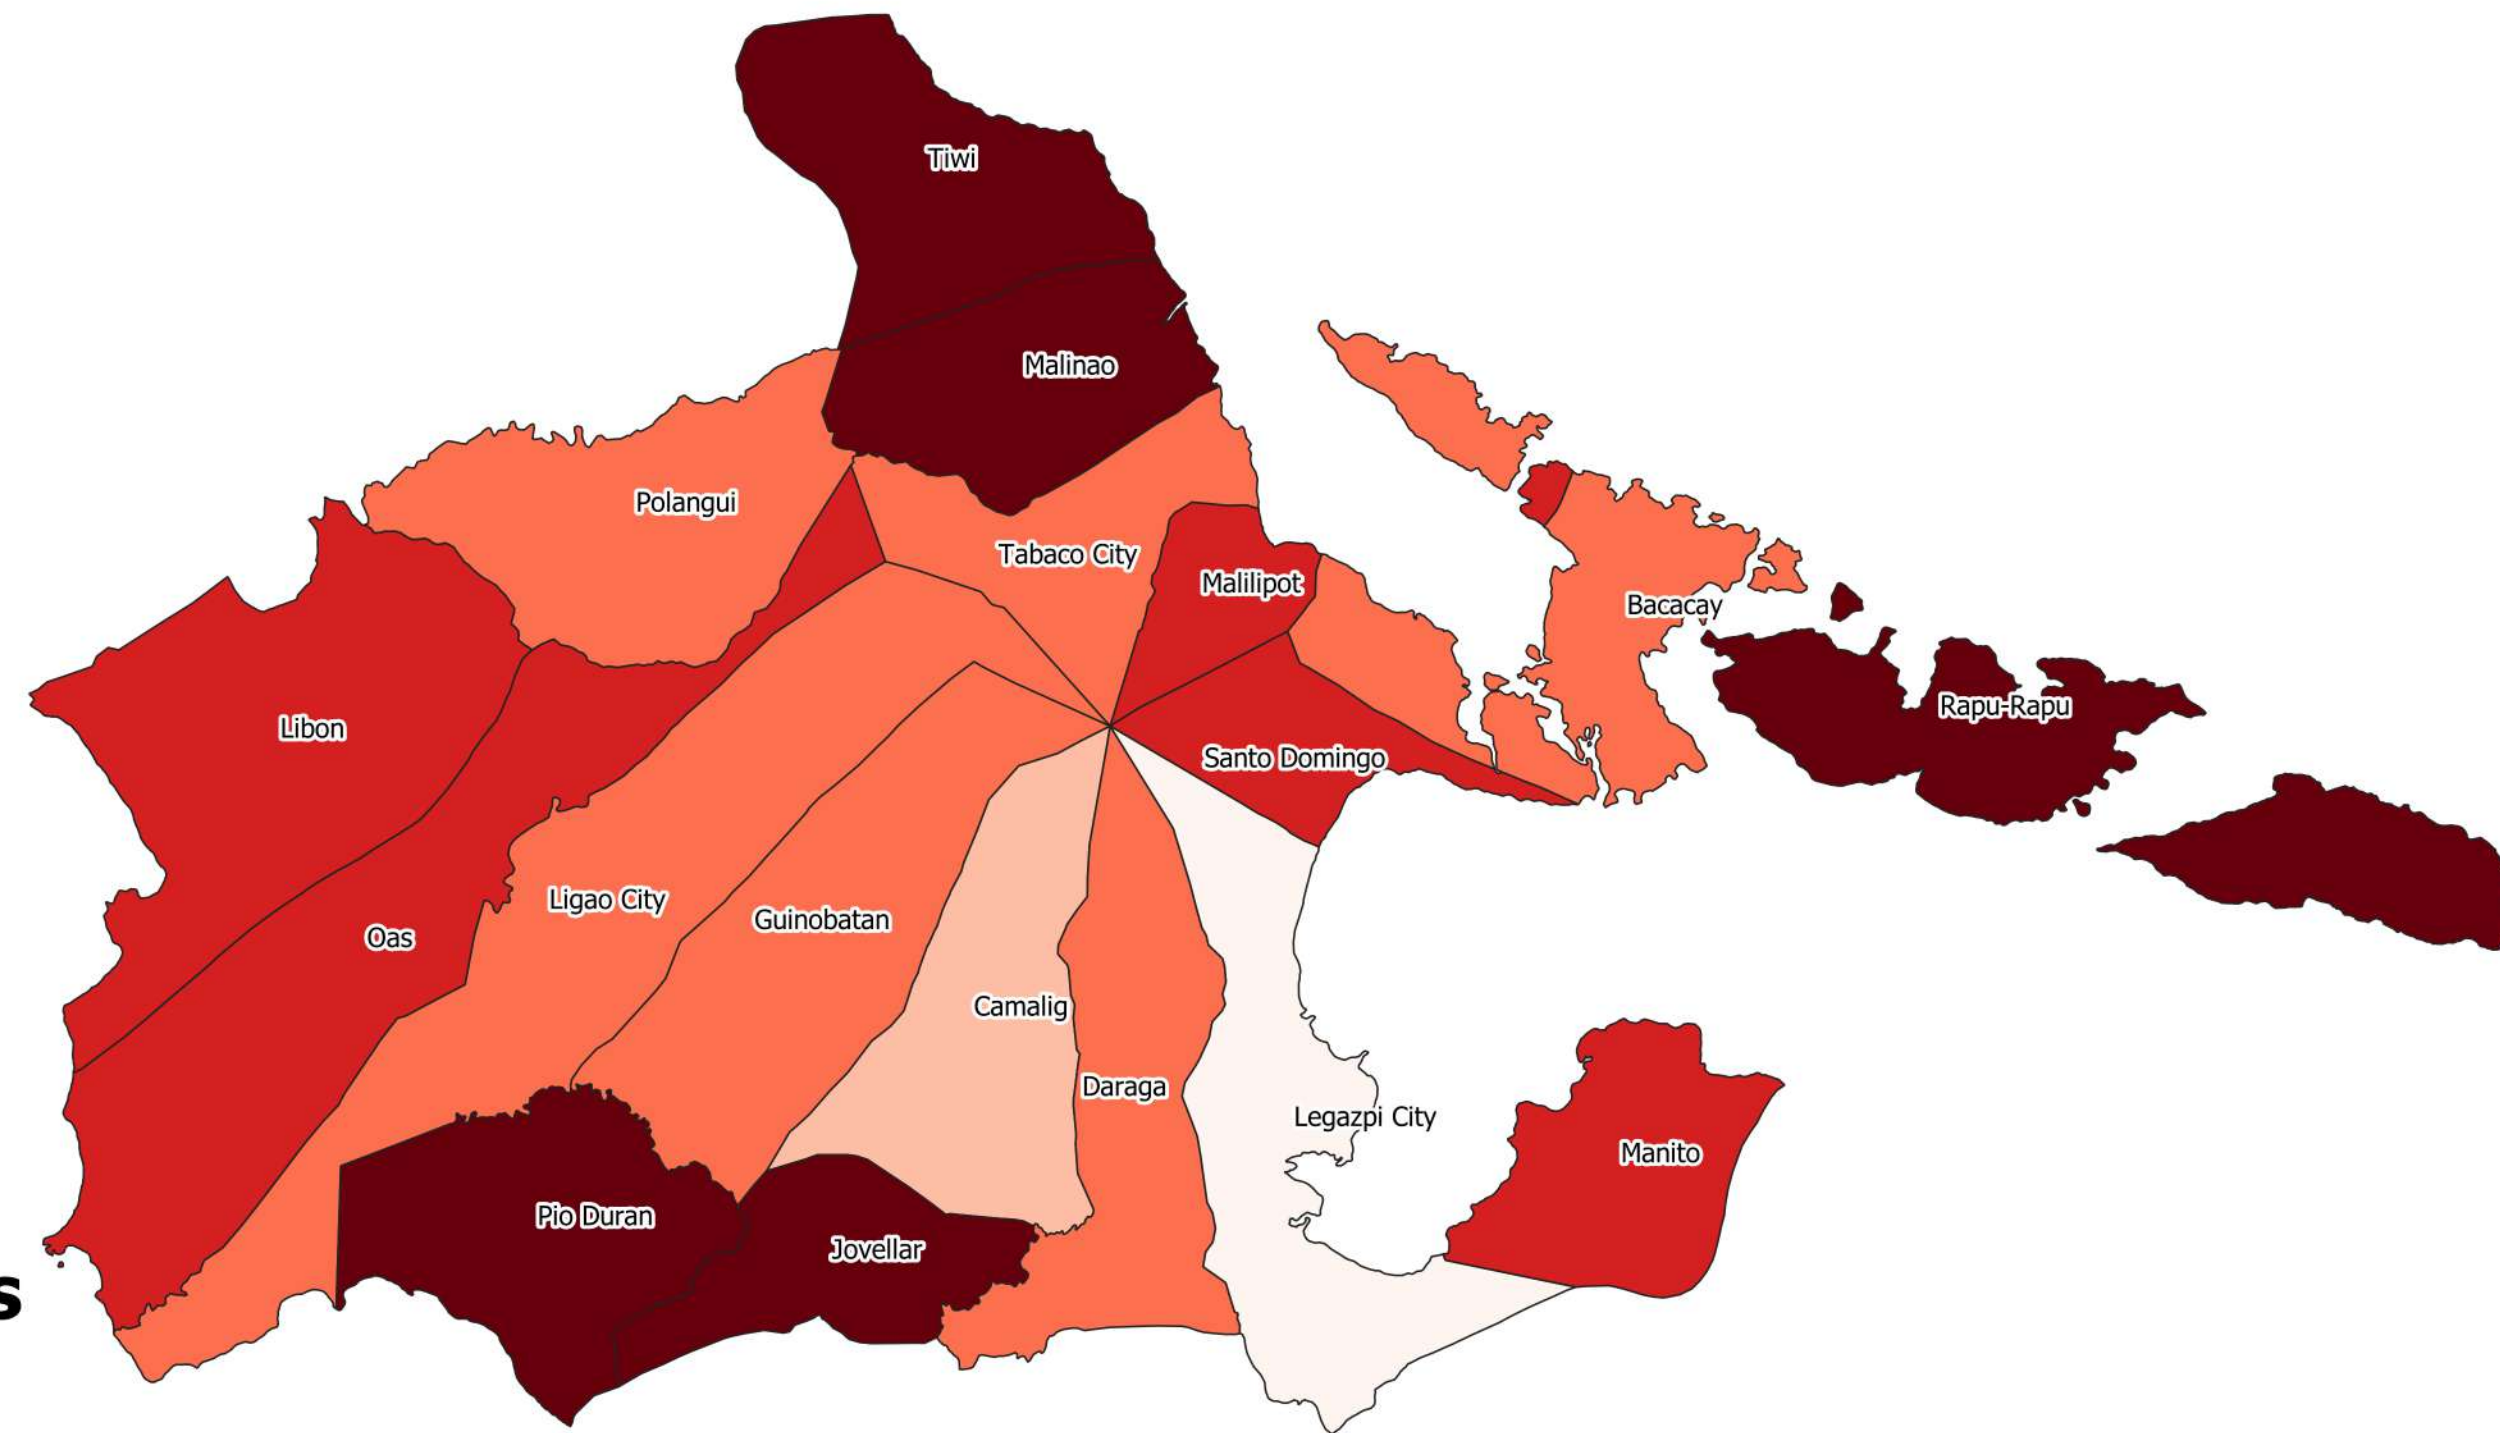 Tiwi
Malinao
Polangui
Tabaco City
Malilipot
Bacacay
Rapu-Rapu
Libon
Santo Domingo
Oas
Ligao City
Guinobatan
Camalig
Daraga
Legazpi City
Manito
Pio Duran
Jovellar
s